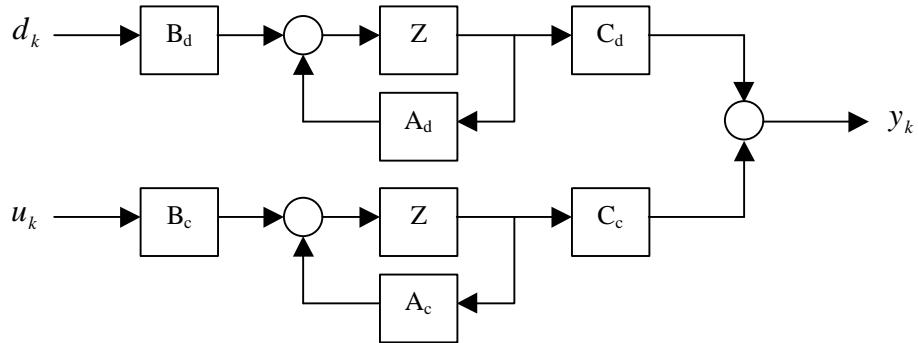 d_k B_d Z C_d
A_d
y_k
u_k B_c Z C_c
A_c